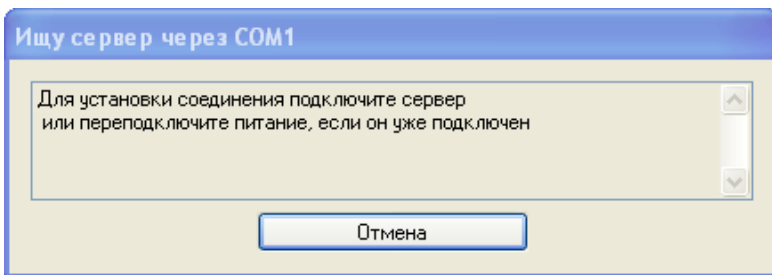 Ищу сервер через COM1
Для установки соединения подключите сервер
или переподключите питание, если он уже подключен
Отмена